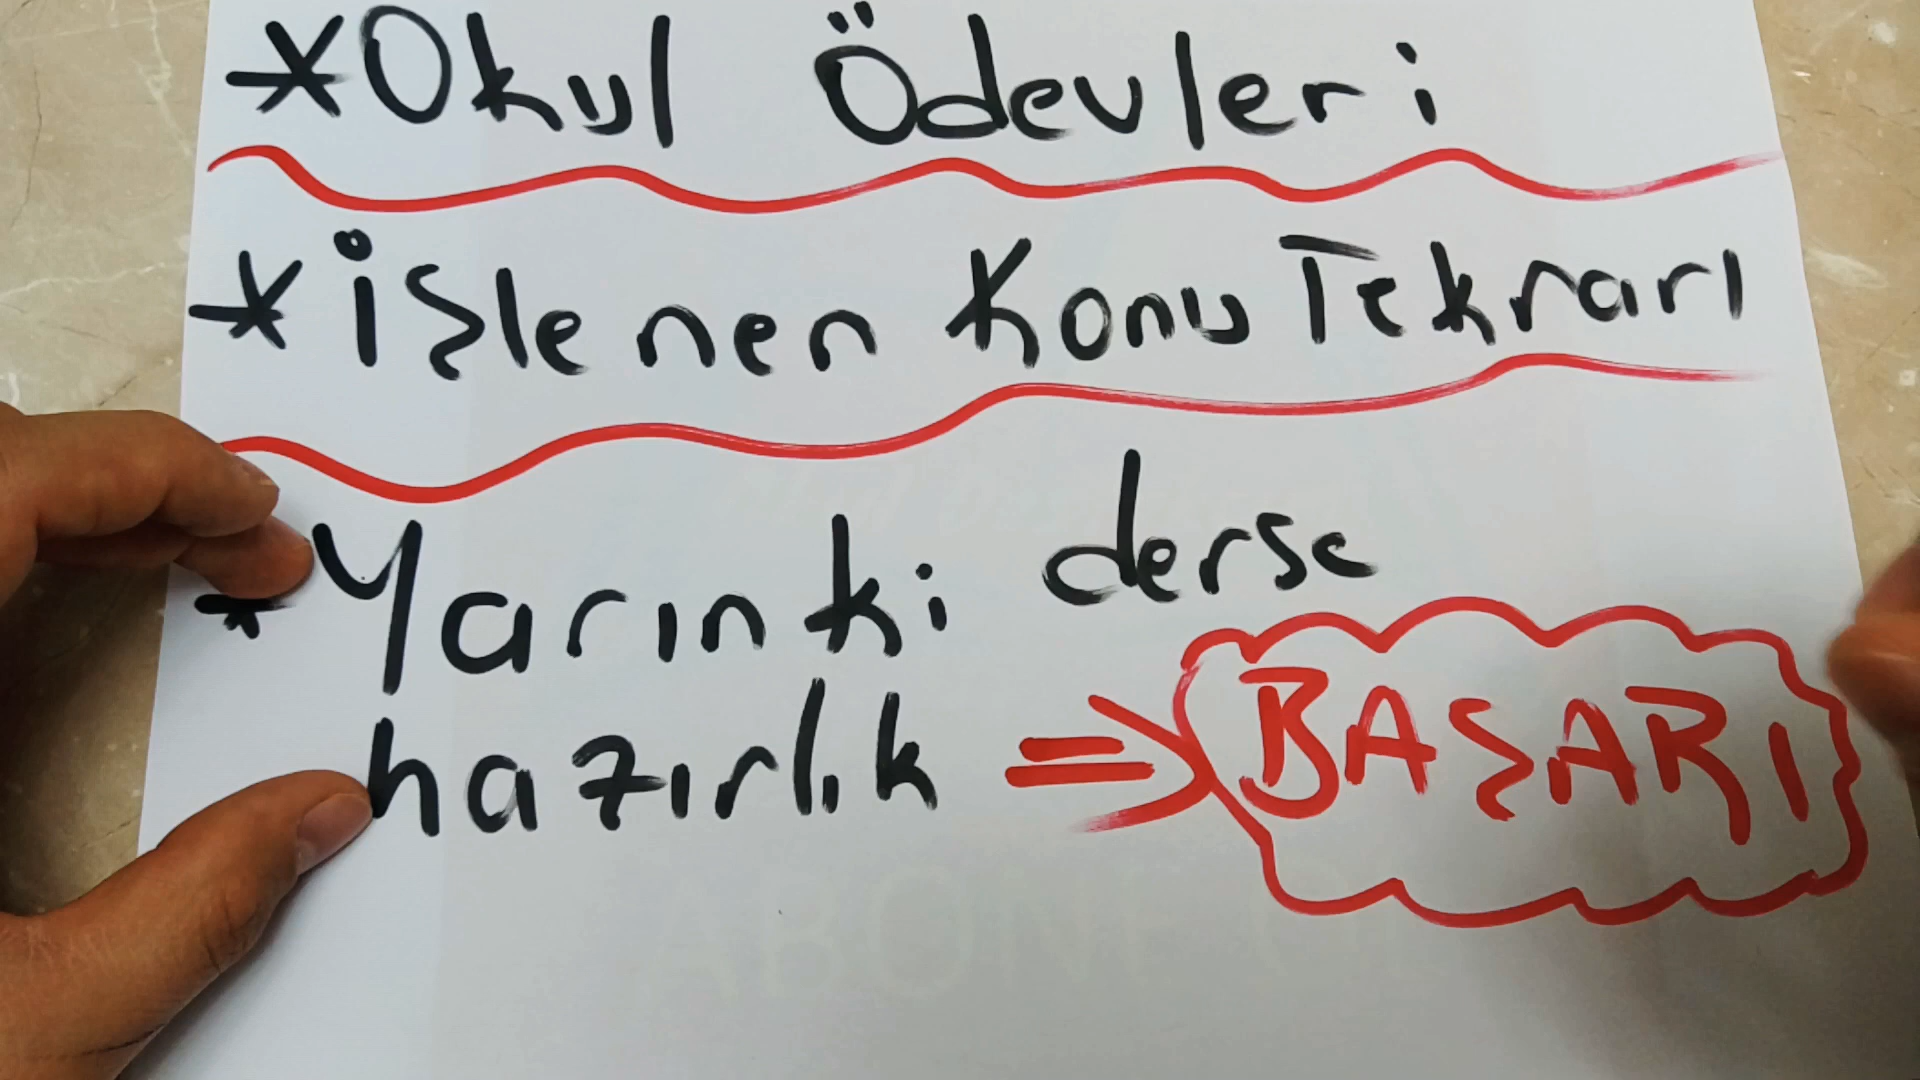 *Okul Ödevleri
*İşlenen Konu Tekrarı
*Yarınki derse
hazırlık => BAŞARI